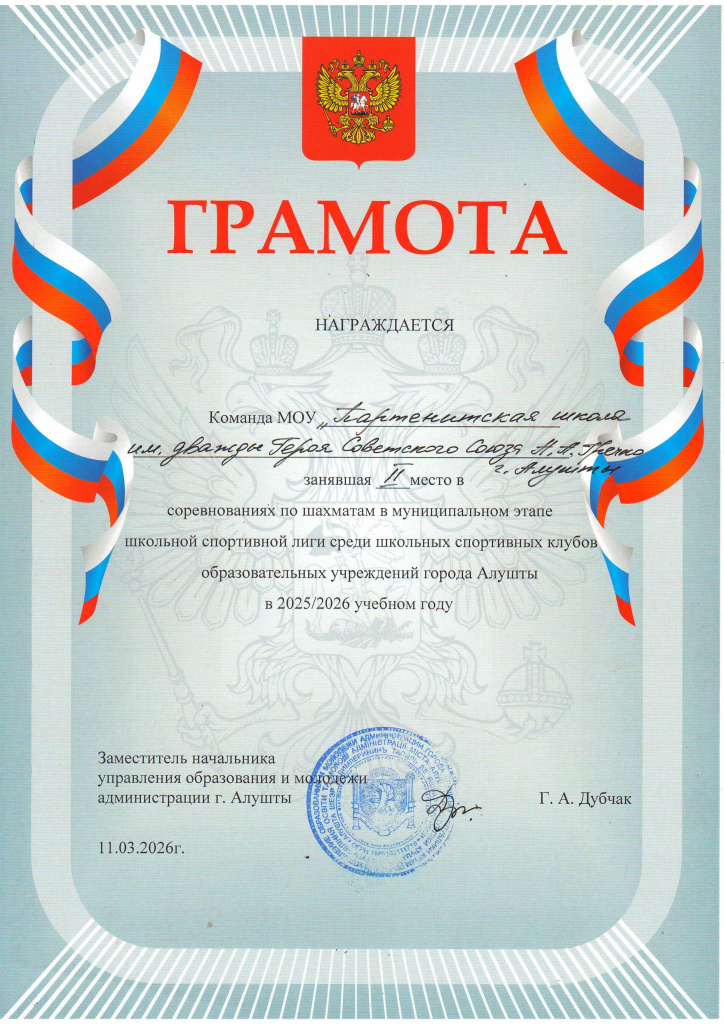 ГРАМОТА
НАГРАЖДАЕТСЯ
Команда МОУ „Партенитская школа
им. дважды Героя Советского Союза А.А. Гречко
г. Алушты
занявшая II место в
соревнованиях по шахматам в муниципальном этапе
школьной спортивной лиги среди школьных спортивных клубов
образовательных учреждений города Алушты
в 2025/2026 учебном году
Заместитель начальника
управления образования и молодежи
администрации г. Алушты
Г. А. Дубчак
11.03.2026г.